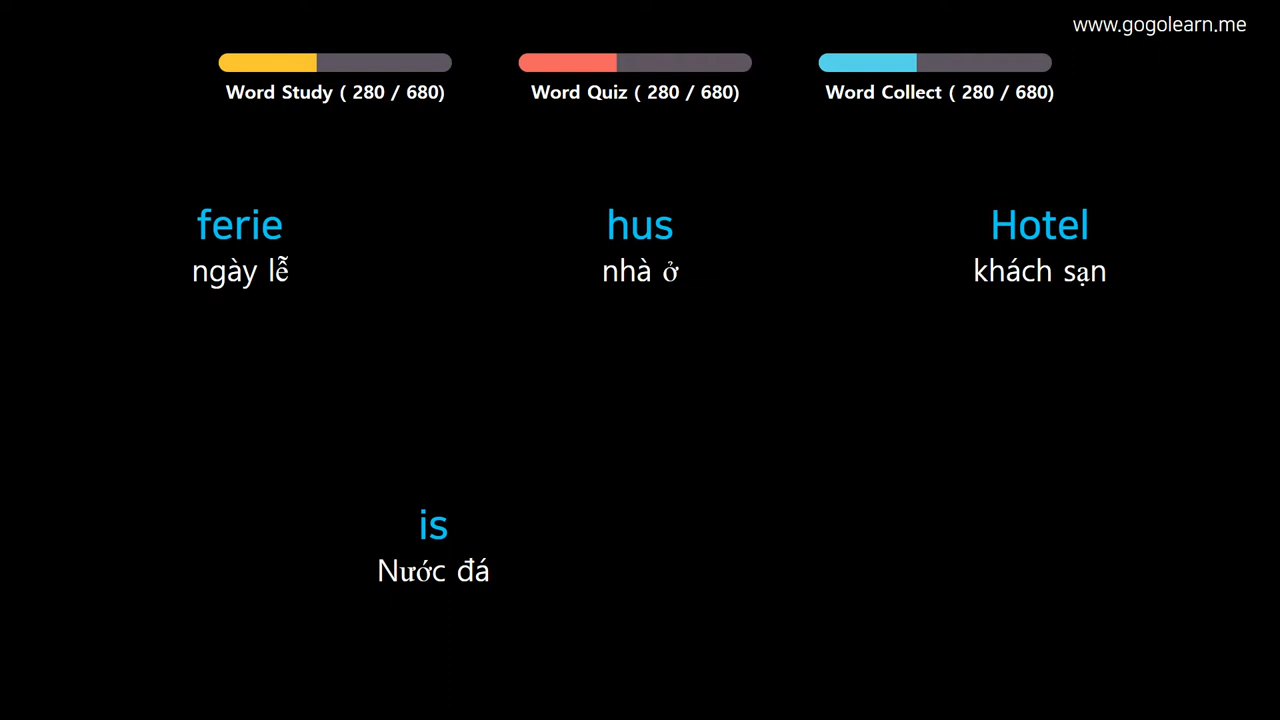 www.gogolearn.me
Word Study ( 280 / 680)
Word Quiz ( 280 / 680)
Word Collect ( 280 / 680)
ferie
ngày lễ
hus
nhà ở
Hotel
khách sạn
is
Nước đá